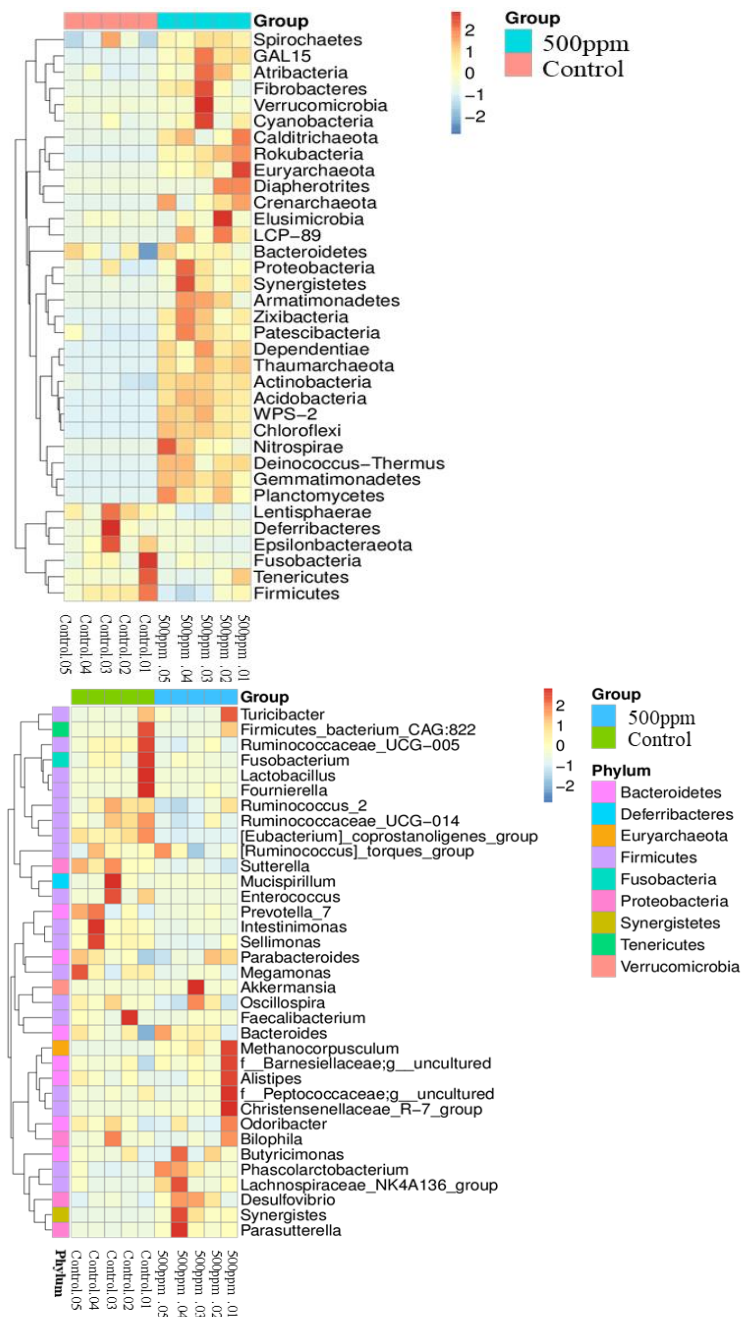 Group
Spirochaetes
GAL15
Atribacteria
Fibrobacteres
Verrucomicrobia
Cyanobacteria
Calditrichaeota
Rokubacteria
Euryarchaeota
Diapherotrites
Crenarchaeota
Elusimicrobia
LCP−89
Bacteroidetes
Proteobacteria
Synergistetes
Armatimonadetes
Zixibacteria
Patescibacteria
Dependentiae
Thaumarchaeota
Actinobacteria
Acidobacteria
WPS−2
Chloroflexi
Nitrospirae
Deinococcus−Thermus
Gemmatimonadetes
Planctomycetes
Lentisphaerae
Deferribacteres
Epsilonbacteraeota
Fusobacteria
Tenericutes
Firmicutes
2
1
0
−1
−2
Group
500ppm
Control
Control.05
Control.04
Control.03
Control.02
Control.01
500ppm .05
500ppm .04
500ppm .03
500ppm .02
500ppm .01
Group
Turicibacter
Firmicutes_bacterium_CAG:822
Ruminococcaceae_UCG-005
Fusobacterium
Lactobacillus
Fournierella
Ruminococcus_2
Ruminococcaceae_UCG-014
[Eubacterium]_coprostanoligenes_group
[Ruminococcus]_torques_group
Sutterella
Mucispirillum
Enterococcus
Prevotella_7
Intestinimonas
Sellimonas
Parabacteroides
Megamonas
Akkermansia
Oscillospira
Faecalibacterium
Bacteroides
Methanocorpusculum
f__Barnesiellaceae;g__uncultured
Alistipes
f__Peptococcaceae;g__uncultured
Christensenellaceae_R-7_group
Odoribacter
Bilophila
Butyricimonas
Phascolarctobacterium
Lachnospiraceae_NK4A136_group
Desulfovibrio
Synergistes
Parasutterella
2
1
0
−1
−2
Group
500ppm
Control
Phylum
Bacteroidetes
Deferribacteres
Euryarchaeota
Firmicutes
Fusobacteria
Proteobacteria
Synergistetes
Tenericutes
Verrucomicrobia
Phylum
Control.05
Control.04
Control.03
Control.02
Control.01
500ppm .05
500ppm .04
500ppm .03
500ppm .02
500ppm .01